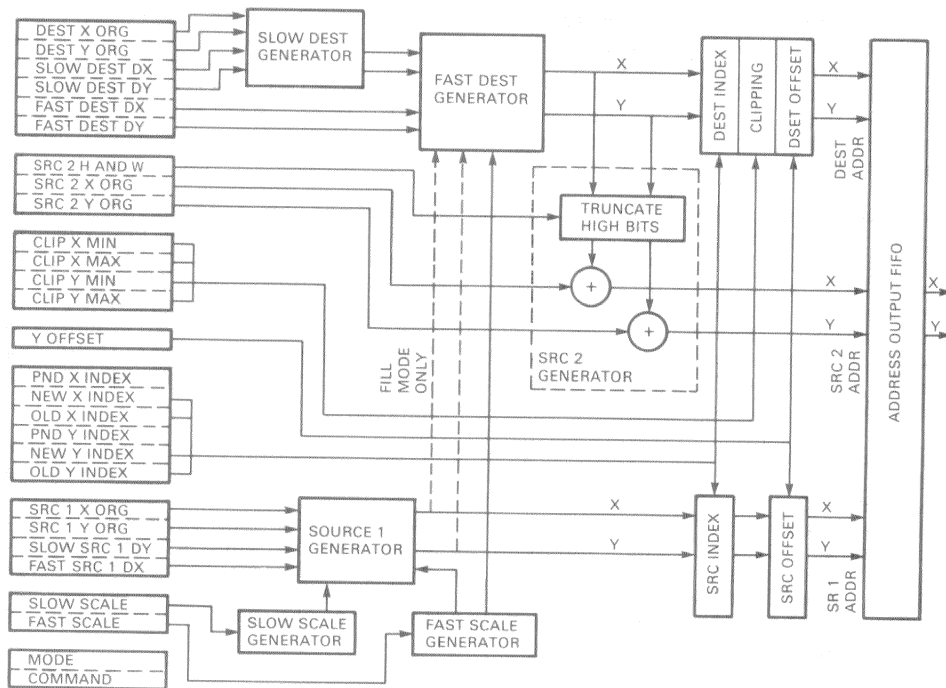 DEST X ORG
DEST Y ORG
SLOW DEST DX
SLOW DEST DY
FAST DEST DX
FAST DEST DY
SLOW DEST
GENERATOR
FAST DEST
GENERATOR
X
Y
DEST INDEX
CLIPPING
DSET OFFSET
X
Y
DEST
ADDR
SRC 2 H AND W
SRC 2 X ORG
SRC 2 Y ORG
TRUNCATE
HIGH BITS
+
+
SRC 2
GENERATOR
X
Y
SRC 2
ADDR
ADDRESS OUTPUT FIFO
X
Y
CLIP X MIN
CLIP X MAX
CLIP Y MIN
CLIP Y MAX
Y OFFSET
FILL
MODE
ONLY
PND X INDEX
NEW X INDEX
OLD X INDEX
PND Y INDEX
NEW Y INDEX
OLD Y INDEX
SRC 1 X ORG
SRC 1 Y ORG
SLOW SRC 1 DY
FAST SRC 1 DX
SOURCE 1
GENERATOR
X
Y
SRC INDEX
SRC OFFSET
X
Y
SR 1
ADDR
SLOW SCALE
FAST SCALE
SLOW SCALE
GENERATOR
FAST SCALE
GENERATOR
MODE
COMMAND